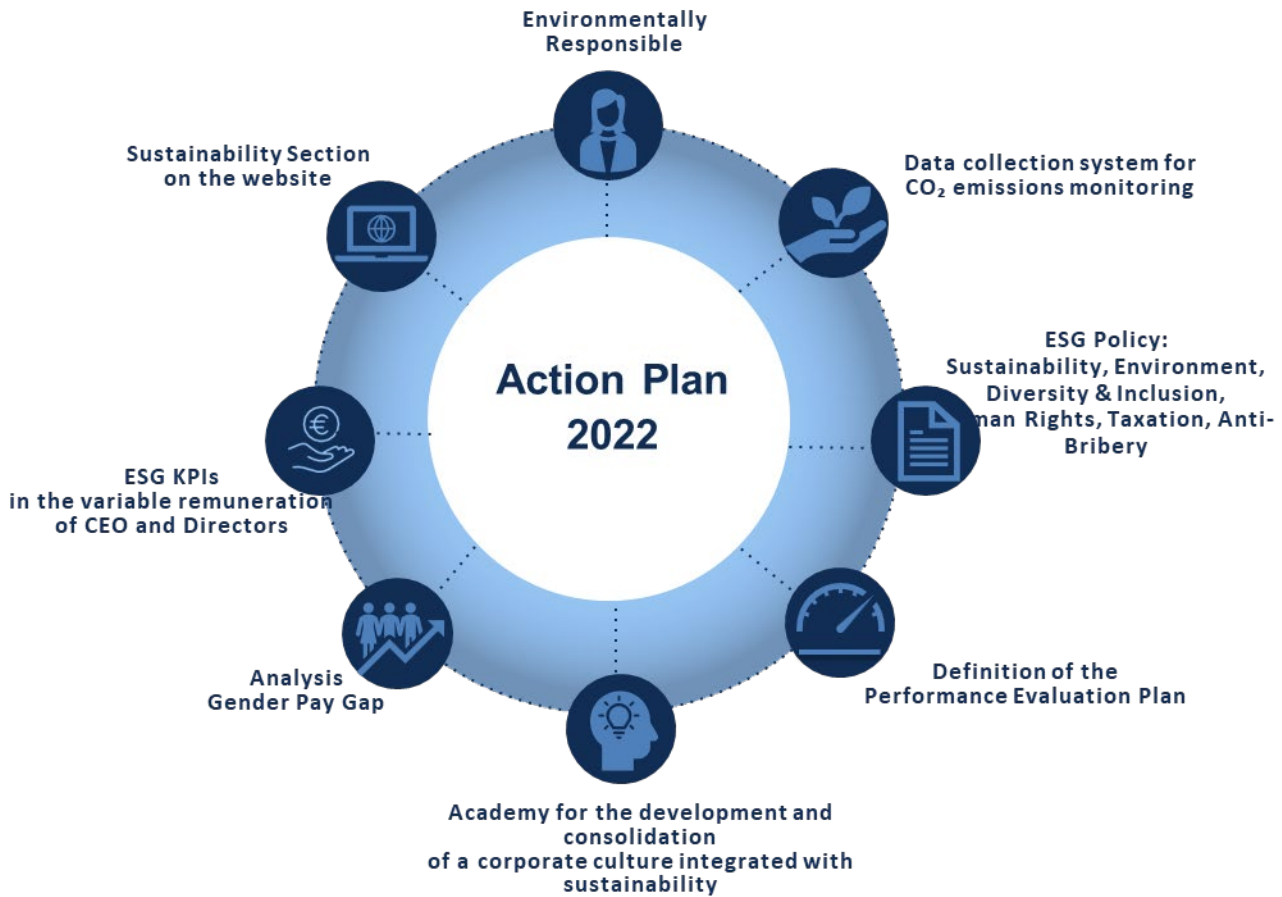 Environmentally
Responsible
Data collection system for
CO₂ emissions monitoring
ESG Policy:
Sustainability, Environment,
Diversity & Inclusion,
man Rights, Taxation, Anti-
Bribery
Definition of the
Performance Evaluation Plan
Academy for the development and
consolidation
of a corporate culture integrated with
sustainability
Analysis
Gender Pay Gap
ESG KPIs
in the variable remuneration
of CEO and Directors
Sustainability Section
on the website
Action Plan
2022
€